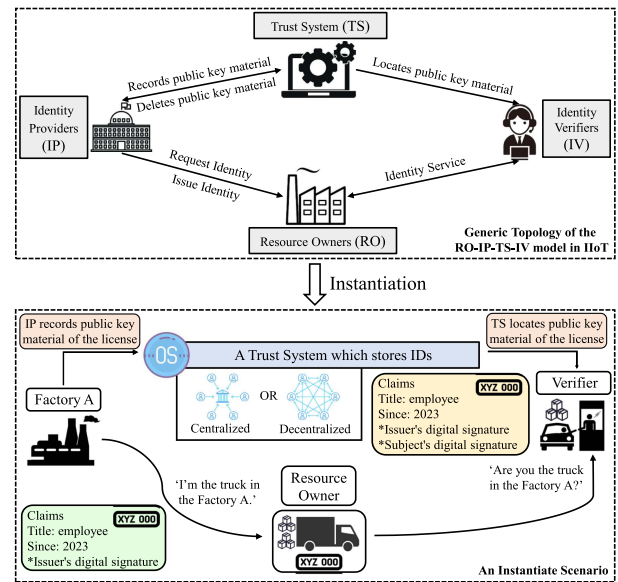 Trust System (TS)
Records public key material
Deletes public key material
Locates public key material
Identity
Providers
(IP)
Identity
Verifiers
(IV)
Request Identity
Issue Identity
Identity Service
Resource Owners (RO)
Generic Topology of the
RO-IP-TS-IV model in IIoT
Instantiation
IP records public key
material of the license
TS locates public key
material of the license
OS
A Trust System which stores IDs
Factory A
Centralized
OR
Decentralized
Claims
XYZ 000
Title: employee
Since: 2023
*Issuer's digital signature
*Subject's digital signature
Verifier
'I'm the truck in
the Factory A.'
Resource
Owner
'Are you the truck
in the Factory A?'
Claims
XYZ 000
Title: employee
Since: 2023
*Issuer's digital signature
XYZ 000
An Instantiate Scenario